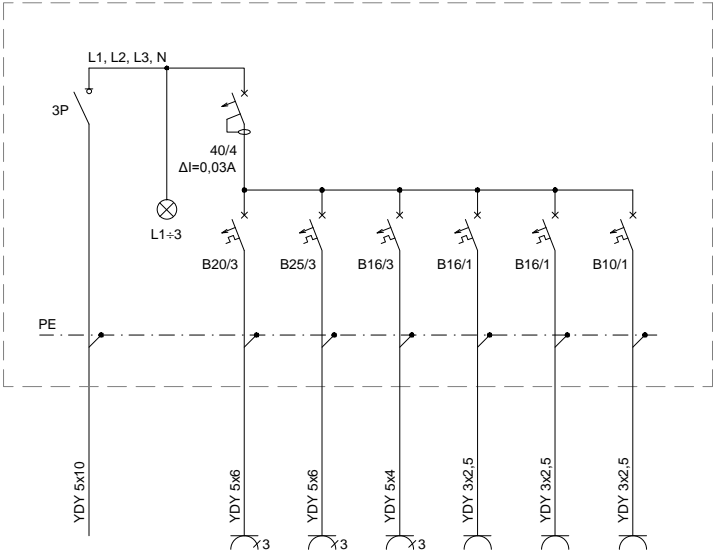 L1, L2, L3, N
3P
40/4
ΔI=0,03A
L1÷3
B20/3
B25/3
B16/3
B16/1
B16/1
B10/1
PE
YDY 5x10
YDY 5x6
YDY 5x6
YDY 5x4
YDY 3x2,5
YDY 3x2,5
YDY 3x2,5
3
3
3